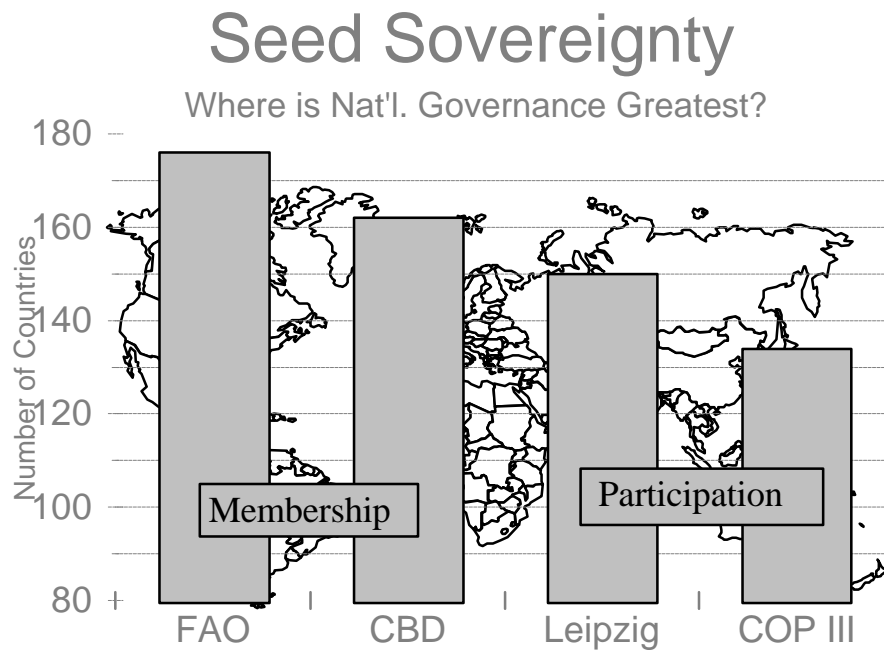 Seed Sovereignty
Where is Nat'l. Governance Greatest?
Number of Countries
180
160
140
120
100
80
Membership
Participation
FAO CBD Leipzig COP III